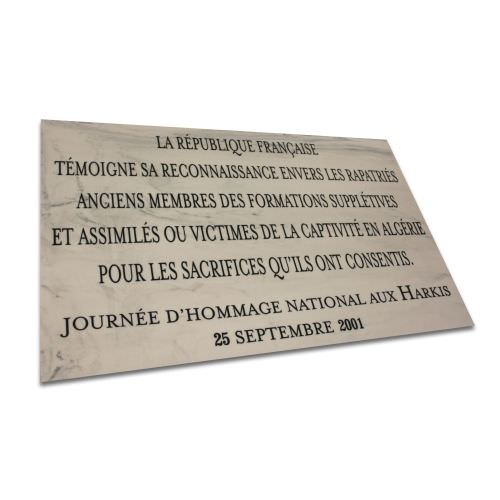 LA RÉPUBLIQUE FRANÇAISE
TÉMOIGNE SA RECONNAISSANCE ENVERS LES RAPATRIÉS
ANCIENS MEMBRES DES FORMATIONS SUPPLÉTIVES
ET ASSIMILÉS OU VICTIMES DE LA CAPTIVITÉ EN ALGÉRIE
POUR LES SACRIFICES QU'ILS ONT CONSENTIS.
JOURNÉE D'HOMMAGE NATIONAL AUX HARKIS
25 SEPTEMBRE 2001